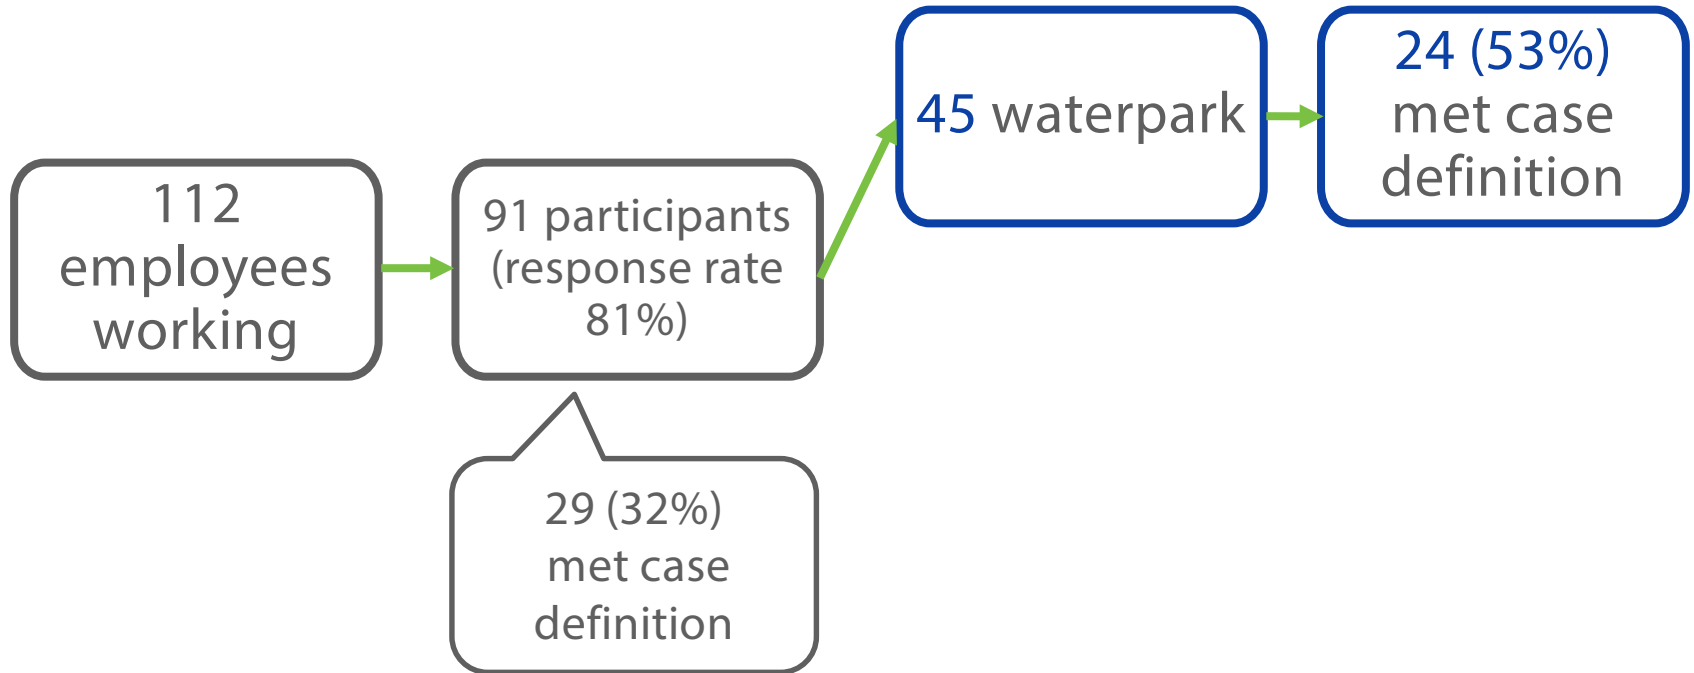 112
employees
working
91 participants
(response rate
81%)
29 (32%)
met case
definition
45 waterpark
24 (53%)
met case
definition